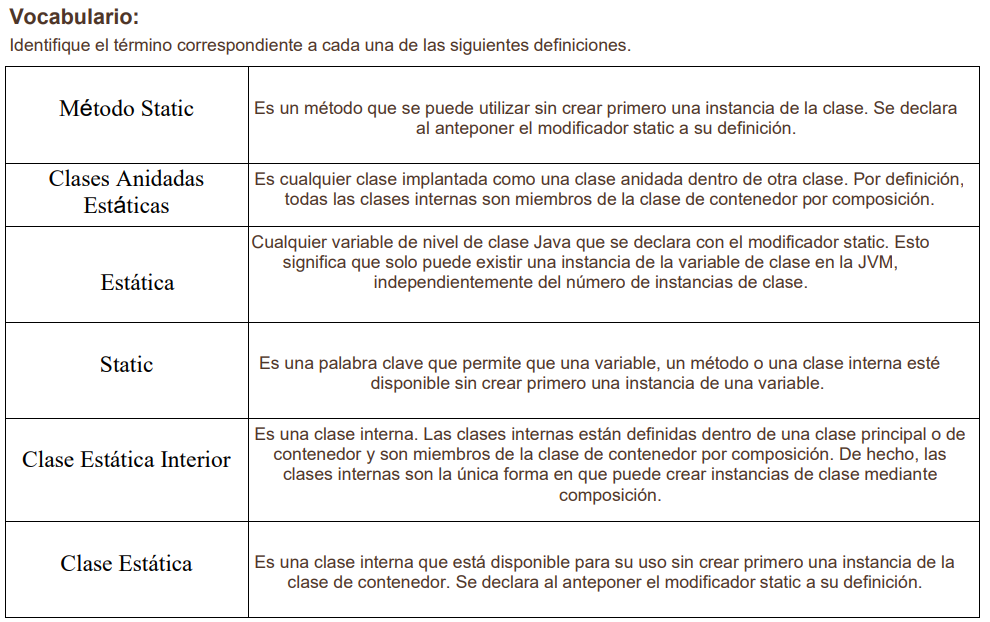 Vocabulario:
Identifique el término correspondiente a cada una de las siguientes definiciones.
Método Static
Es un método que se puede utilizar sin crear primero una instancia de la clase. Se declara
al anteponer el modificador static a su definición.
Clases Anidadas
Estáticas
Es cualquier clase implantada como una clase anidada dentro de otra clase. Por definición,
todas las clases internas son miembros de la clase de contenedor por composición.
Estática
Cualquier variable de nivel de clase Java que se declara con el modificador static. Esto
significa que solo puede existir una instancia de la variable de clase en la JVM,
independientemente del número de instancias de clase.
Static
Es una palabra clave que permite que una variable, un método o una clase interna esté
disponible sin crear primero una instancia de una variable.
Clase Estática Interior
Es una clase interna. Las clases internas están definidas dentro de una clase principal o de
contenedor y son miembros de la clase de contenedor por composición. De hecho, las
clases internas son la única forma en que puede crear instancias de clase mediante
composición.
Clase Estática
Es una clase interna que está disponible para su uso sin crear primero una instancia de la
clase de contenedor. Se declara al anteponer el modificador static a su definición.